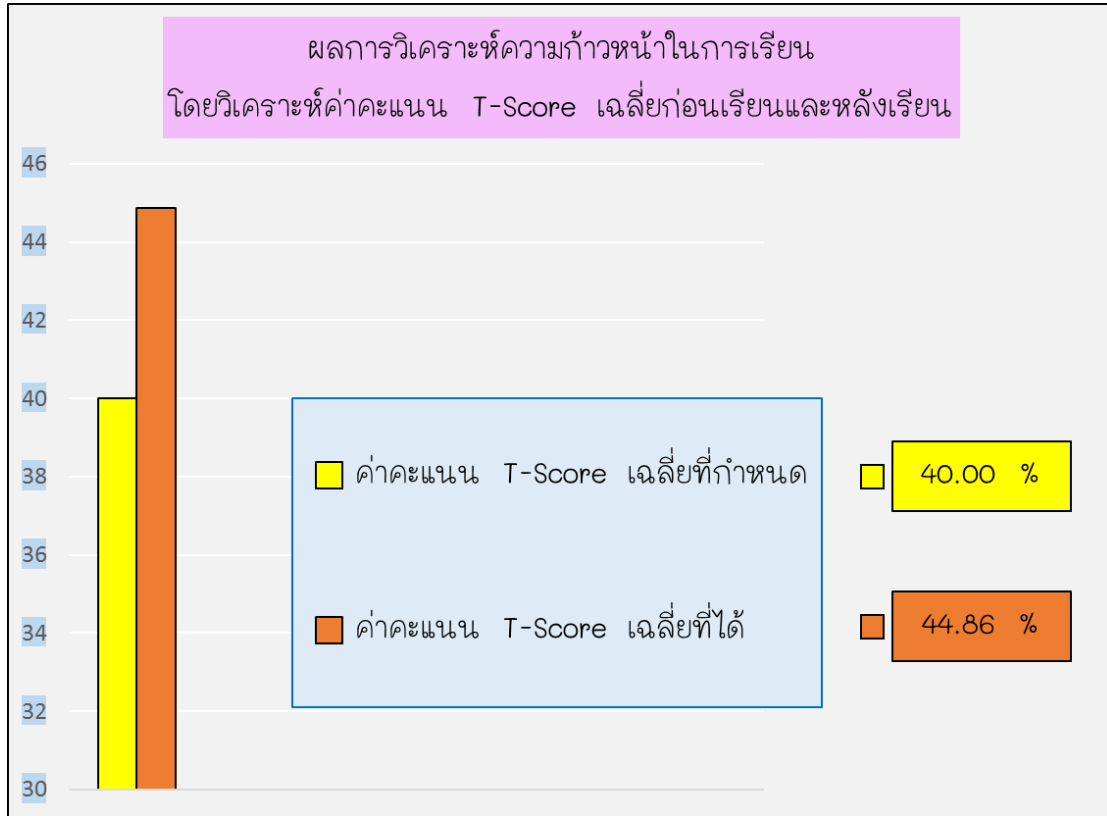 ผลการวิเคราะห์ความก้าวหน้าในการเรียน
โดยวิเคราะห์ค่าคะแนน T-Score เฉลี่ยก่อนเรียนและหลังเรียน
46
44
42
40
38
36
34
32
30
ค่าคะแนน T-Score เฉลี่ยที่กำหนด
40.00 %
ค่าคะแนน T-Score เฉลี่ยที่ได้
44.86 %